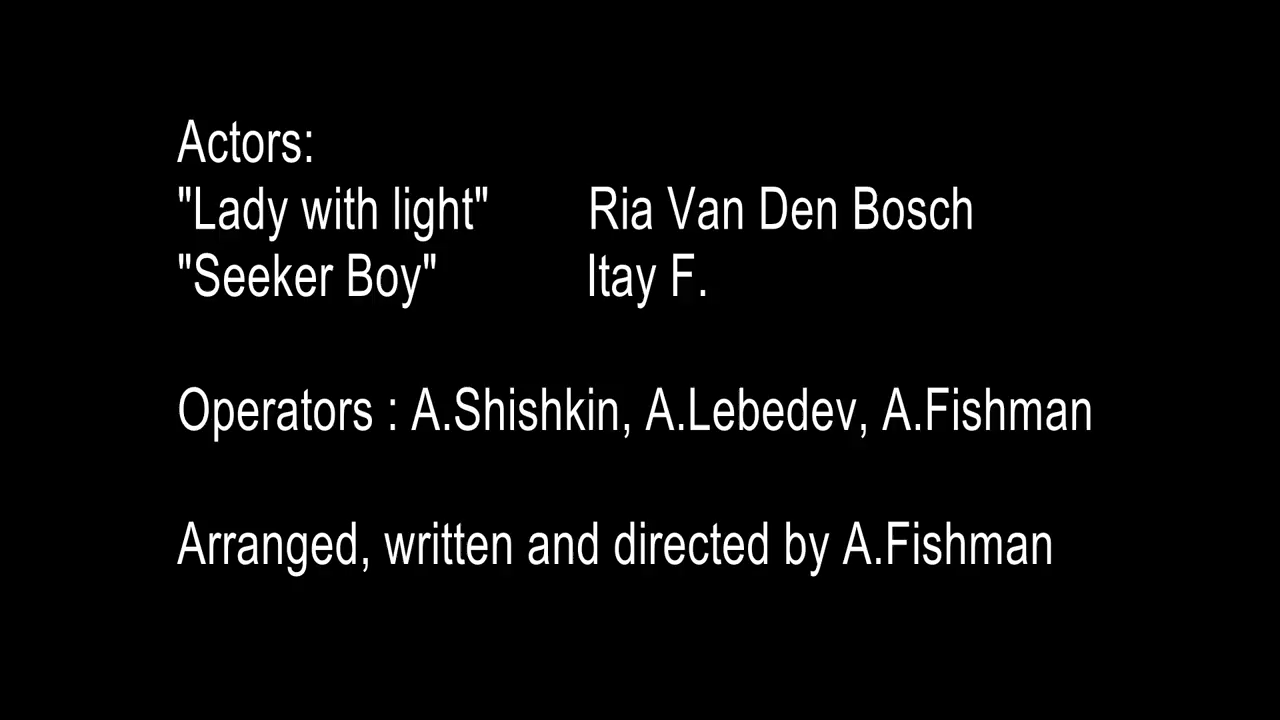 Actors:
"Lady with light" Ria Van Den Bosch
"Seeker Boy" Itay F.
Operators : A.Shishkin, A.Lebedev, A.Fishman
Arranged, written and directed by A.Fishman